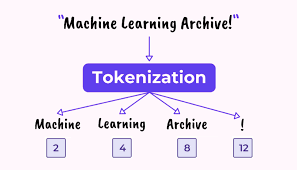 "Machine Learning Archive!"
Tokenization
Machine Learning Archive !
2 4 8 12